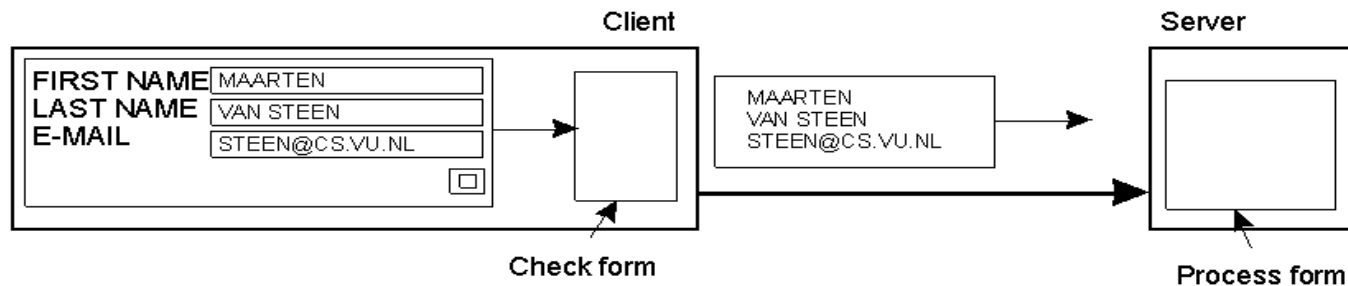 Client
Server
FIRST NAME MAARTEN
LAST NAME VAN STEEN
E-MAIL STEEN@CS.VU.NL
MAARTEN
VAN STEEN
STEEN@CS.VU.NL
Check form
Process form